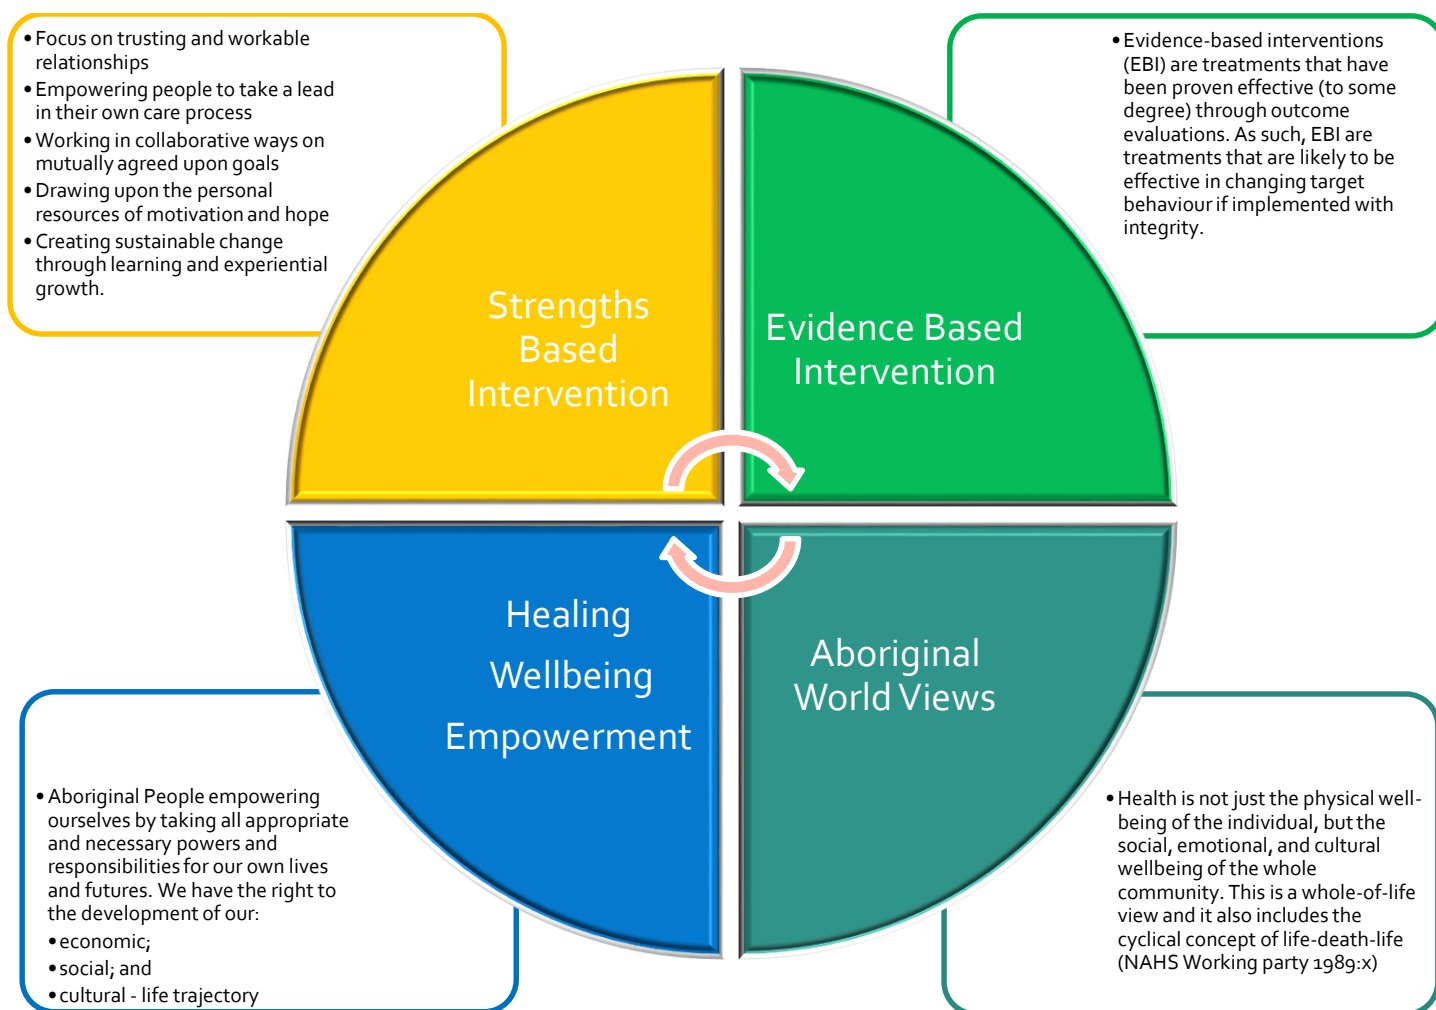 • Focus on trusting and workable
relationships
• Empowering people to take a lead
in their own care process
• Working in collaborative ways on
mutually agreed upon goals
• Drawing upon the personal
resources of motivation and hope
• Creating sustainable change
through learning and experiential
growth.
• Evidence-based interventions
(EBI) are treatments that have
been proven effective (to some
degree) through outcome
evaluations. As such, EBI are
treatments that are likely to be
effective in changing target
behaviour if implemented with
integrity.
Strengths
Based
Intervention
Evidence Based
Intervention
Healing
Wellbeing
Empowerment
Aboriginal
World Views
• Aboriginal People empowering
ourselves by taking all appropriate
and necessary powers and
responsibilities for our own lives
and futures. We have the right to
the development of our:
• economic;
• social; and
• cultural - life trajectory
• Health is not just the physical well-
being of the individual, but the
social, emotional, and cultural
wellbeing of the whole
community. This is a whole-of-life
view and it also includes the
cyclical concept of life-death-life
(NAHS Working party 1989:x)